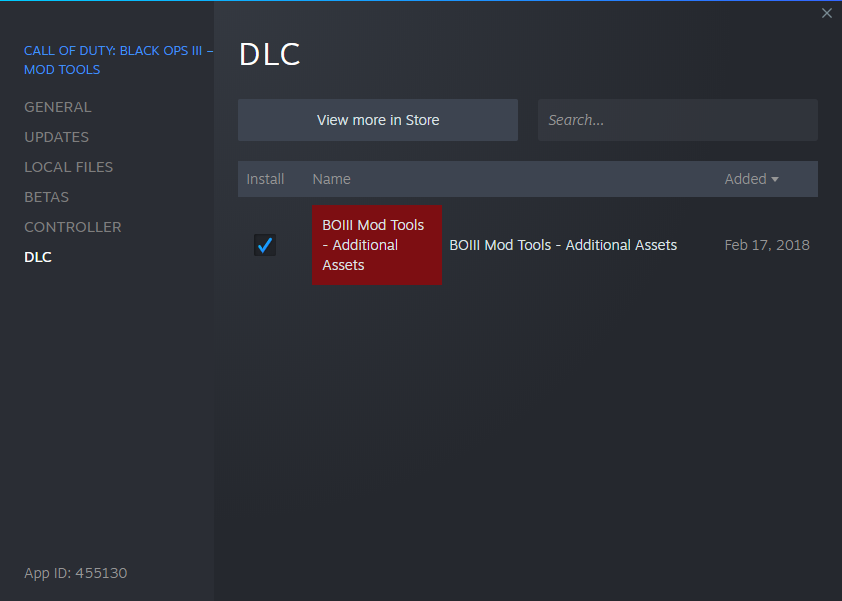 CALL OF DUTY: BLACK OPS III –
MOD TOOLS
GENERAL
UPDATES
LOCAL FILES
BETAS
CONTROLLER
DLC
App ID: 455130
DLC
View more in Store
Search...
Install Name Added
BOIII Mod Tools
- Additional
Assets
BOIII Mod Tools - Additional Assets
Feb 17, 2018